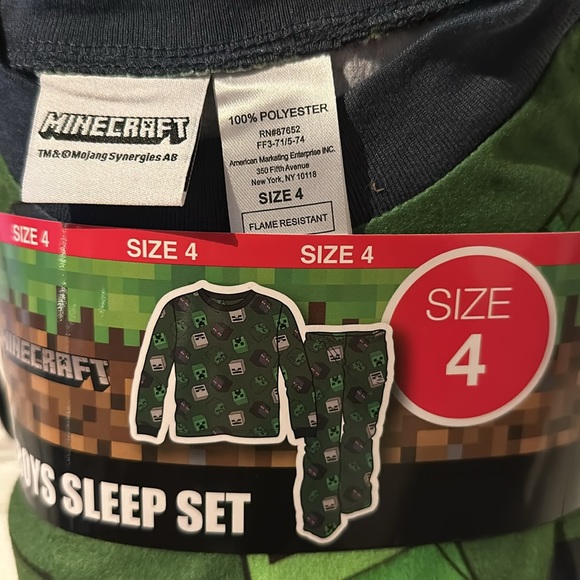 MINECRAFT
TM & © Mojang Synergies AB
100% POLYESTER
RN#87652
FF3-71/5-74
American Marketing Enterprise INC.
350 Fifth Avenue
New York, NY 10118
SIZE 4
FLAME RESISTANT
SIZE 4
SIZE 4
SIZE 4
SIZE
4
MINECRAFT
BOYS SLEEP SET